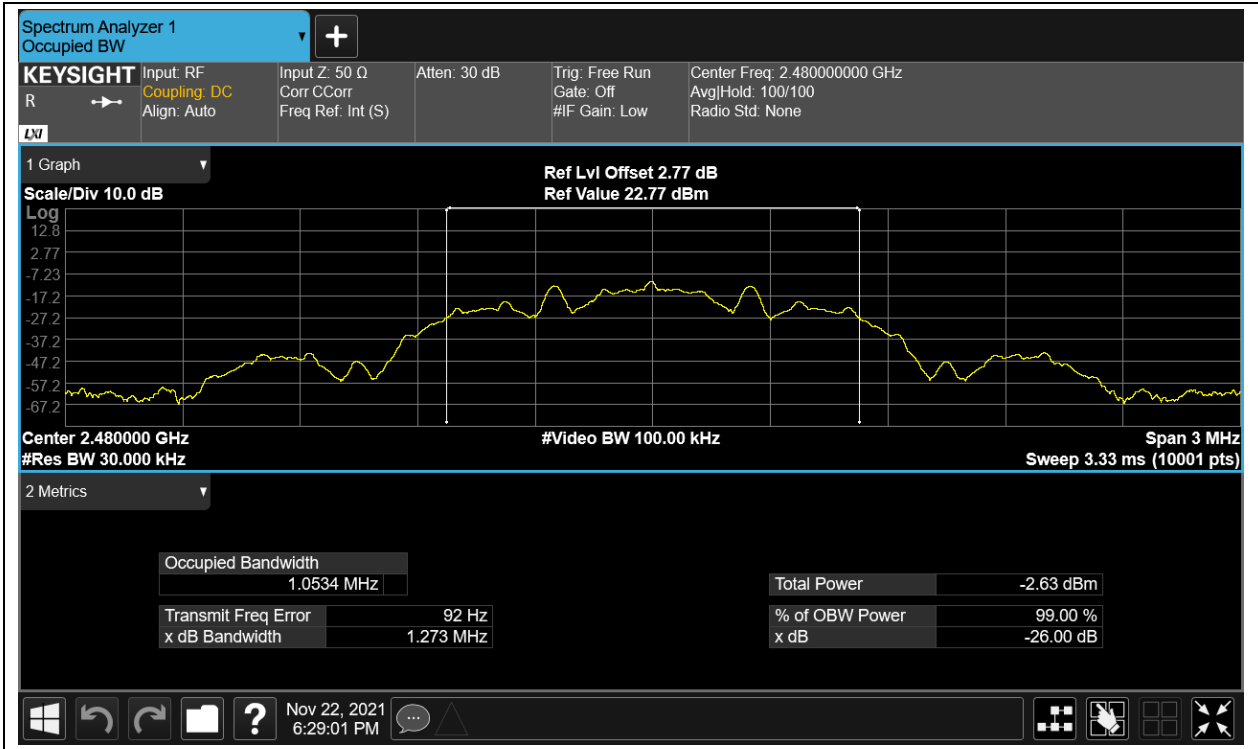 Spectrum Analyzer 1
Occupied BW
KEYSIGHT
R
LXI
Input: RF
Coupling: DC
Align: Auto
Input Z: 50 Ω
Corr CCorr
Freq Ref: Int (S)
Atten: 30 dB
Trig: Free Run
Gate: Off
#IF Gain: Low
Center Freq: 2.480000000 GHz
Avg|Hold: 100/100
Radio Std: None
1 Graph
Scale/Div 10.0 dB
Ref Lvl Offset 2.77 dB
Ref Value 22.77 dBm
Log
12.8
2.77
-7.23
-17.2
-27.2
-37.2
-47.2
-57.2
-67.2
Center 2.480000 GHz
#Res BW 30.000 kHz
#Video BW 100.00 kHz
Span 3 MHz
Sweep 3.33 ms (10001 pts)
2 Metrics
Occupied Bandwidth
1.0534 MHz
Transmit Freq Error 92 Hz
x dB Bandwidth 1.273 MHz
Total Power -2.63 dBm
% of OBW Power 99.00 %
x dB -26.00 dB
?
Nov 22, 2021
6:29:01 PM